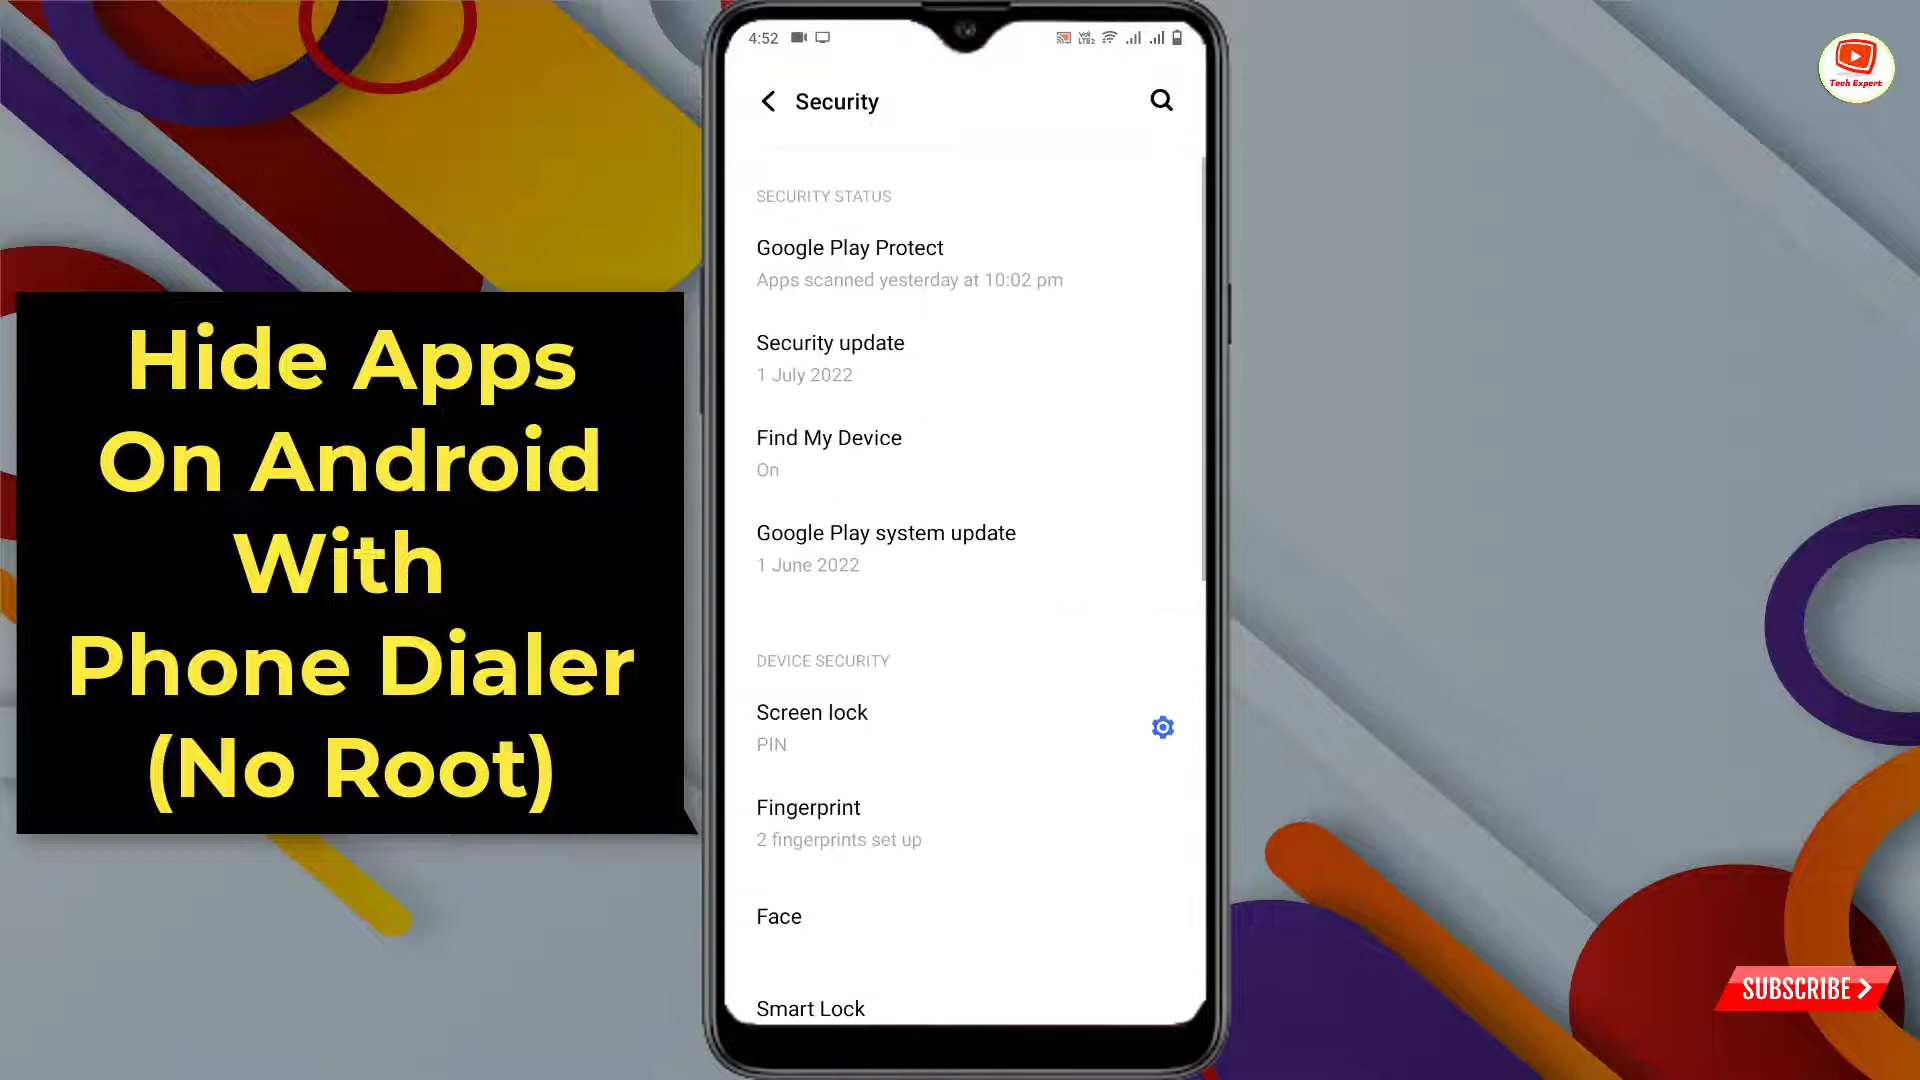 4:52
Vo)
LTE2
Security
SECURITY STATUS
Google Play Protect
Apps scanned yesterday at 10:02 pm
Security update
1 July 2022
Find My Device
On
Google Play system update
1 June 2022
DEVICE SECURITY
Screen lock
PIN
Fingerprint
2 fingerprints set up
Face
Smart Lock
Hide Apps
On Android
With
Phone Dialer
(No Root)
Tech Expert
SUBSCRIBE